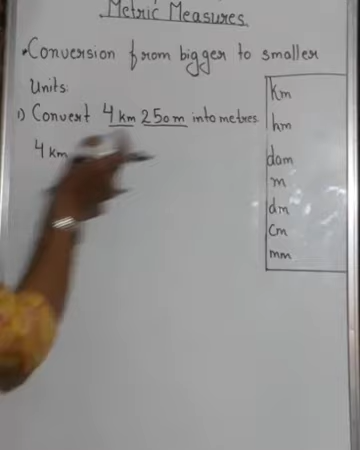 Metric Measures
• Conversion from bigger to smaller
Units:
1) Convert 4 km 250 m into metres
4 km
km
hm
dam
m
dm
cm
mm